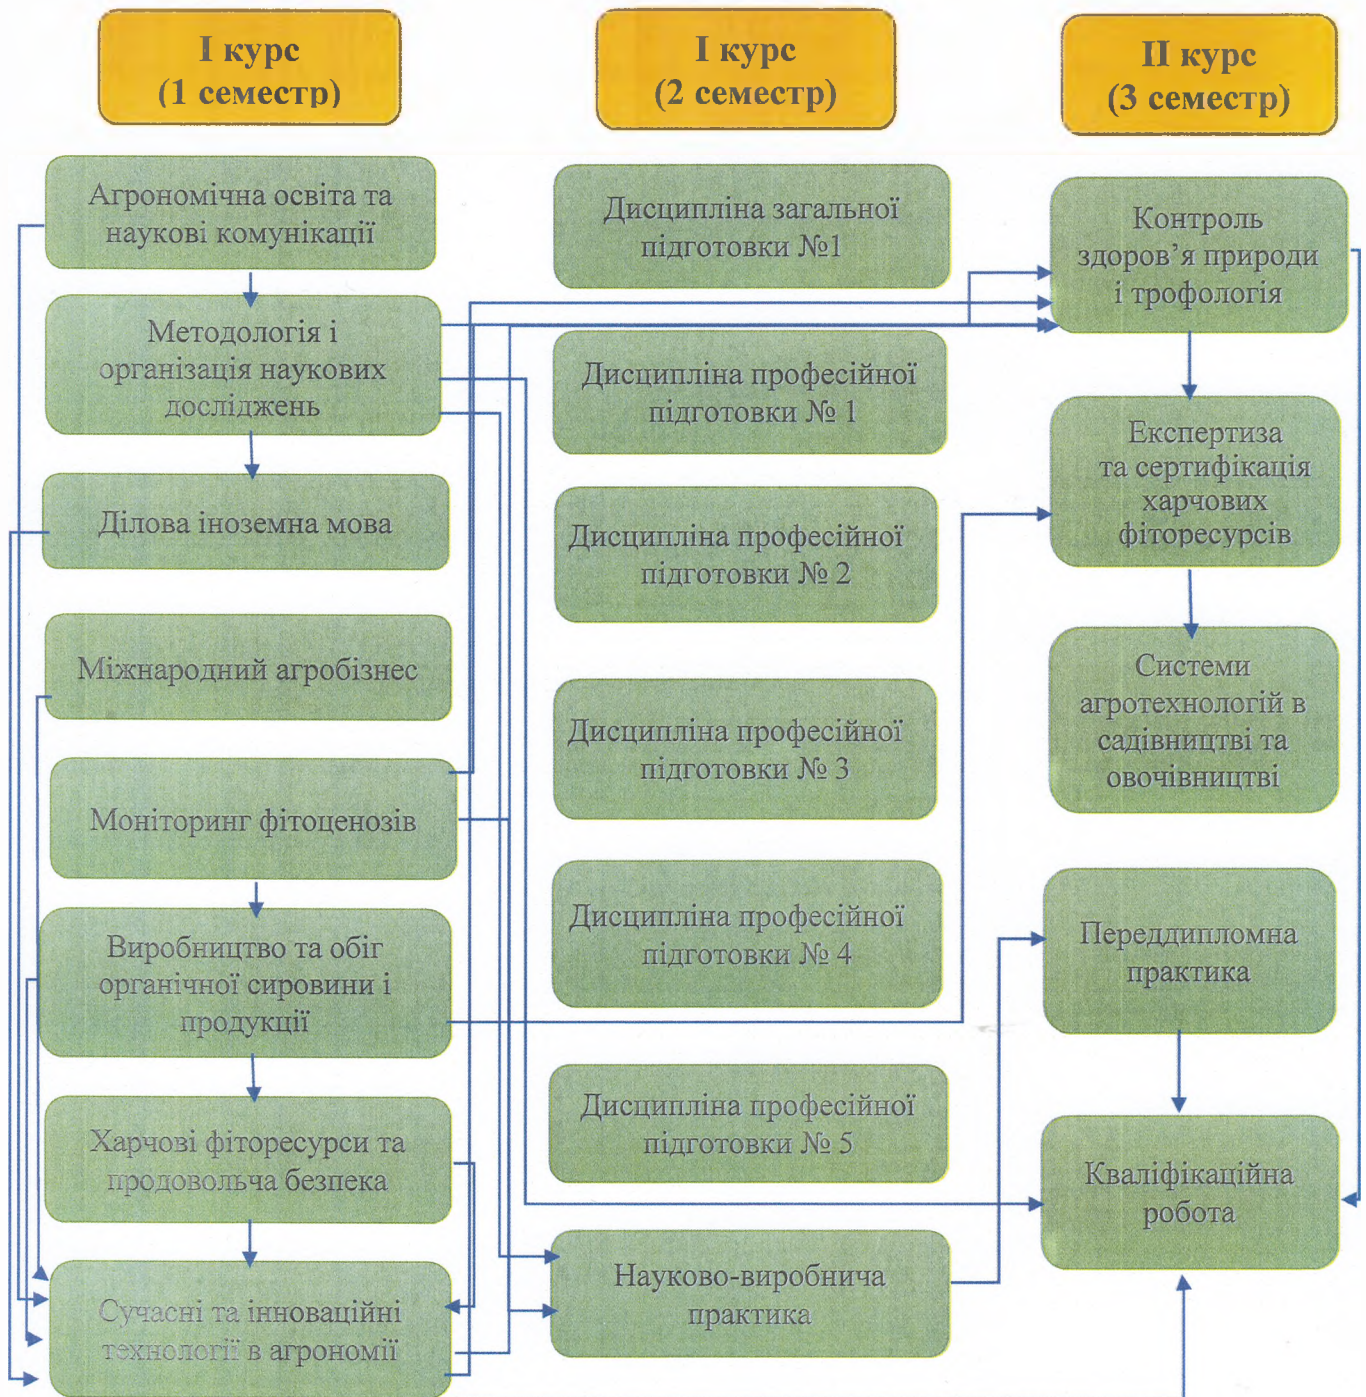 І курс
(1 семестр)
Агрономічна освіта та
наукові комунікації
Методологія і
організація наукових
досліджень
Ділова іноземна мова
Міжнародний агробізнес
Моніторинг фітоценозів
Виробництво та обіг
органічної сировини і
продукції
Харчові фіторесурси та
продовольча безпека
Сучасні та інноваційні
технології в агрономії
І курс
(2 семестр)
Дисципліна загальної
підготовки №1
Дисципліна професійної
підготовки № 1
Дисципліна професійної
підготовки № 2
Дисципліна професійної
підготовки № 3
Дисципліна професійної
підготовки № 4
Дисципліна професійної
підготовки № 5
Науково-виробнича
практика
ІІ курс
(3 семестр)
Контроль
здоров’я природи
і трофологія
Експертиза
та сертифікація
харчових
фіторесурсів
Системи
агротехнологій в
садівництві та
овочівництві
Переддипломна
практика
Кваліфікаційна
робота